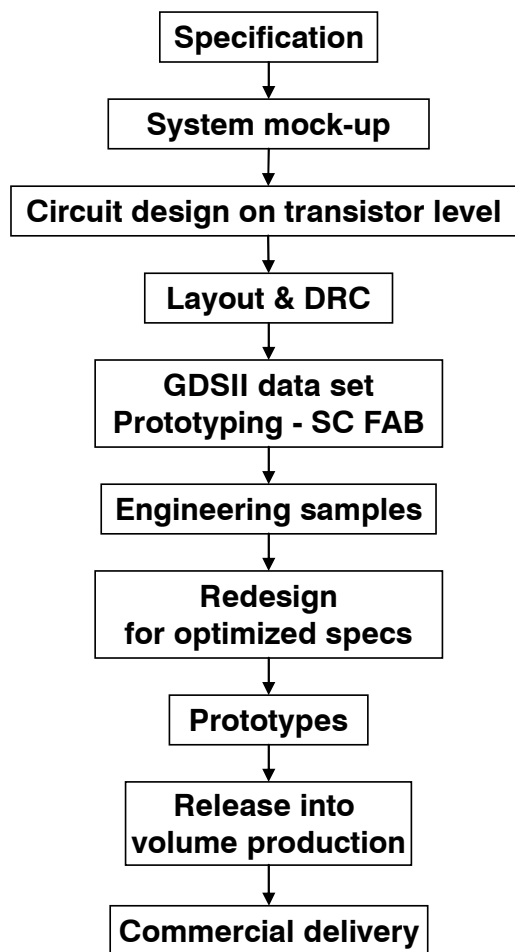 Specification
System mock-up
Circuit design on transistor level
Layout & DRC
GDSII data set
Prototyping - SC FAB
Engineering samples
Redesign
for optimized specs
Prototypes
Release into
volume production
Commercial delivery